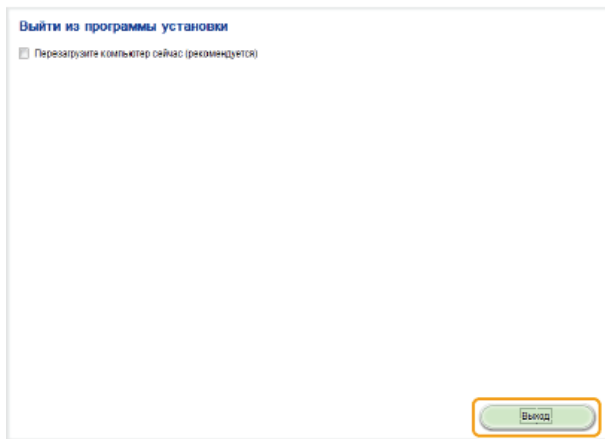 Выйти из программы установки
Перезагрузите компьютер сейчас (рекомендуется)
Выход